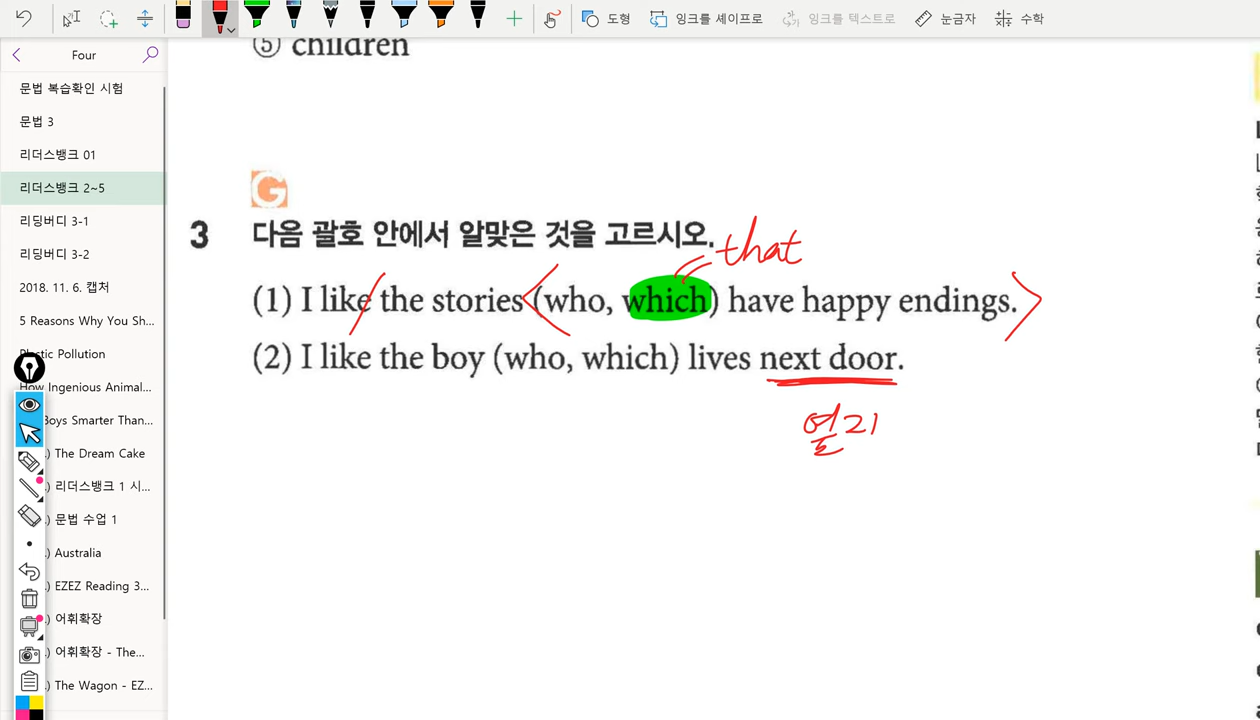 도형
잉크를 셰이프로
잉크를 텍스트로
눈금자
수학
Four
문법 복습확인 시험
문법 3
리더스뱅크 01
리더스뱅크 2~5
리딩버디 3-1
리딩버디 3-2
2018. 11. 6. 캡처
5 Reasons Why You Sh...
Plastic Pollution
How Ingenious Animal...
Boys Smarter Than...
.) The Dream Cake
.) 리더스뱅크 1 시...
.) 문법 수업 1
.) Australia
.) EZEZ Reading 3...
.) 어휘확장
.) 어휘확장 - The...
.) The Wagon - EZ...
⑤ children
G
3 다음 괄호 안에서 알맞은 것을 고르시오.
that
(1) I like the stories (who, which) have happy endings.
(2) I like the boy (who, which) lives next door.